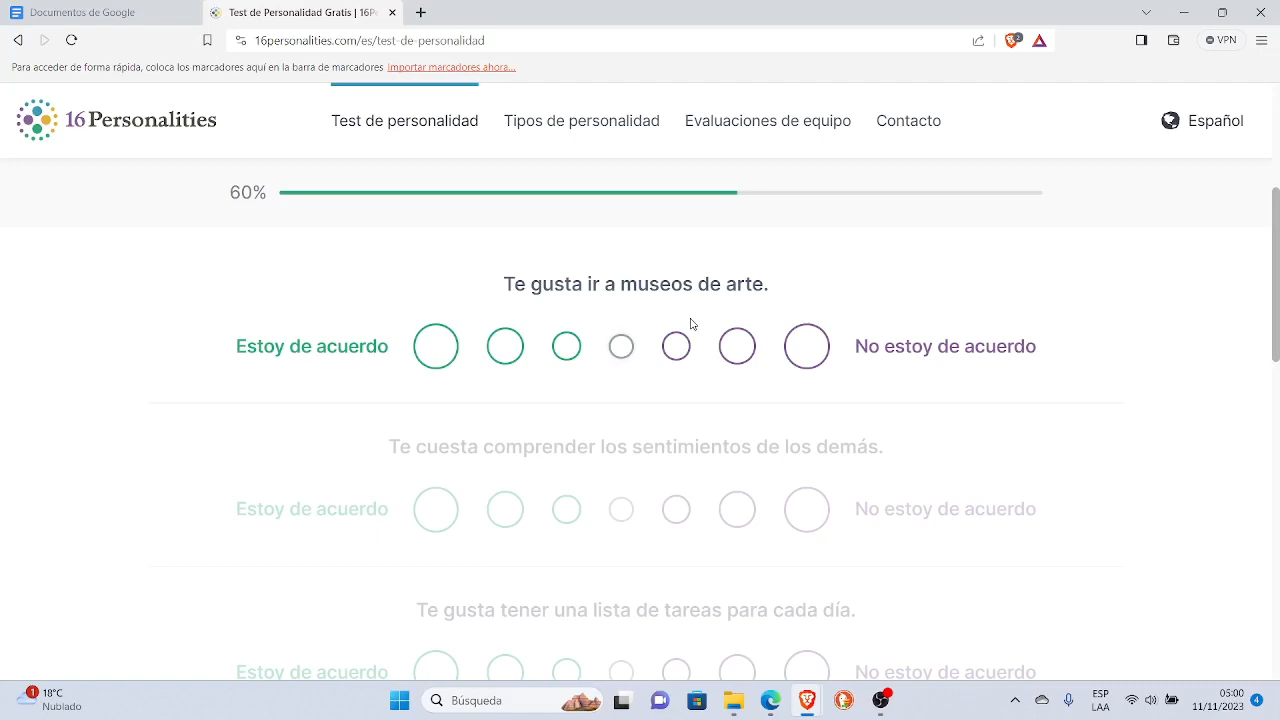 Documentos de Google
Test de Personalidad Gratis | 16P
16personalities.com/es/test-de-personalidad
2
VPN
Para acceder de forma rápida, coloca los marcadores aquí en la barra de marcadores Importar marcadores ahora...
16Personalities
Test de personalidad
Tipos de personalidad
Evaluaciones de equipo
Contacto
Español
60%
Te gusta ir a museos de arte.
Estoy de acuerdo
No estoy de acuerdo
Te cuesta comprender los sentimientos de los demás.
Estoy de acuerdo
No estoy de acuerdo
Te gusta tener una lista de tareas para cada día.
Estoy de acuerdo
No estoy de acuerdo
1
18°C
Nublado
Búsqueda
ESP
LAA
05:00
11/11/2023
4